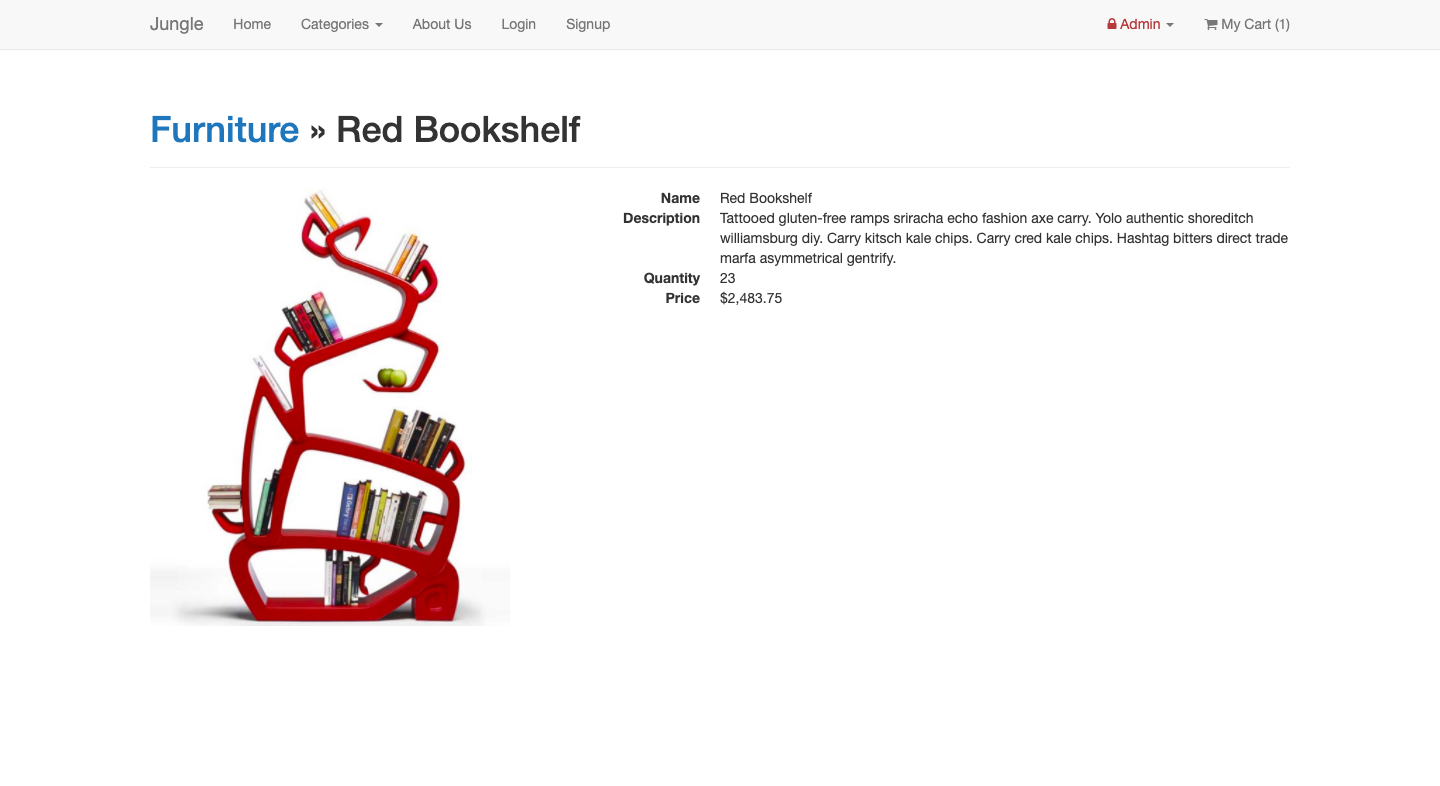 Jungle Home Categories About Us Login Signup Admin My Cart (1)
Furniture » Red Bookshelf
Name Red Bookshelf
Description Tattooed gluten-free ramps sriracha echo fashion axe carry. Yolo authentic shoreditch
williamsburg diy. Carry kitsch kale chips. Carry cred kale chips. Hashtag bitters direct trade
marfa asymmetrical gentrify.
Quantity 23
Price $2,483.75